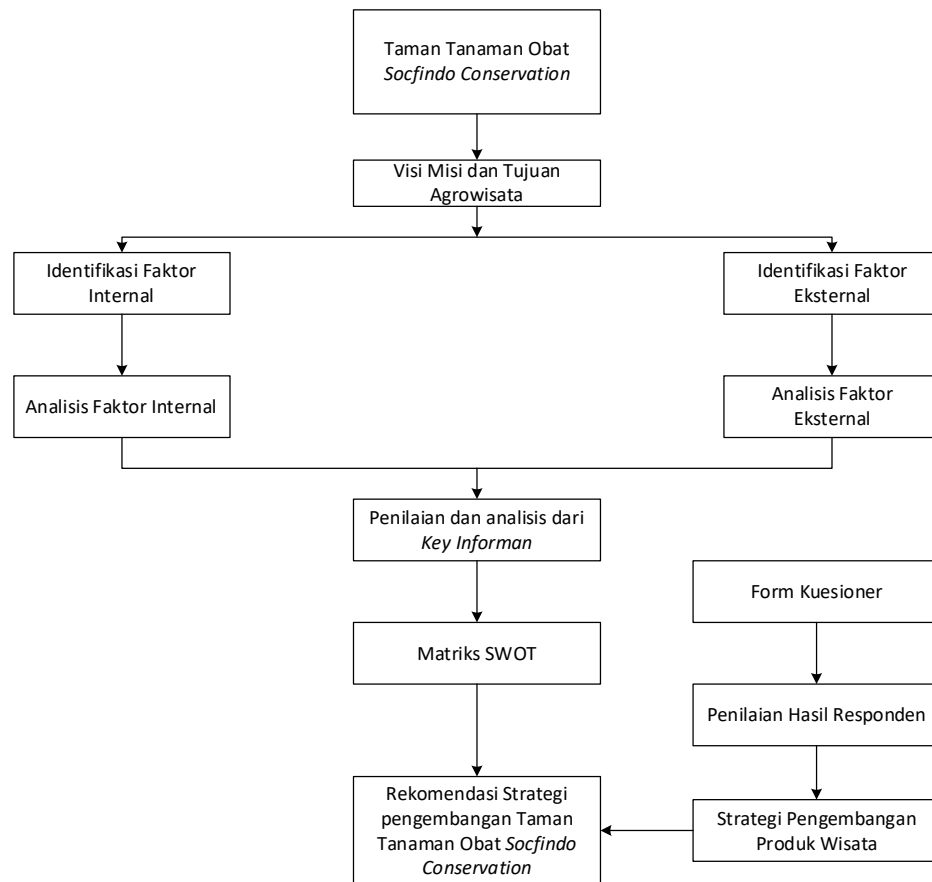 Taman Tanaman Obat
Socfindo Conservation
Visi Misi dan Tujuan
Agrowisata
Identifikasi Faktor
Internal
Identifikasi Faktor
Eksternal
Analisis Faktor Internal
Analisis Faktor
Eksternal
Penilaian dan analisis dari
Key Informan
Form Kuesioner
Matriks SWOT
Penilaian Hasil Responden
Rekomendasi Strategi
pengembangan Taman
Tanaman Obat Socfindo
Conservation
Strategi Pengembangan
Produk Wisata